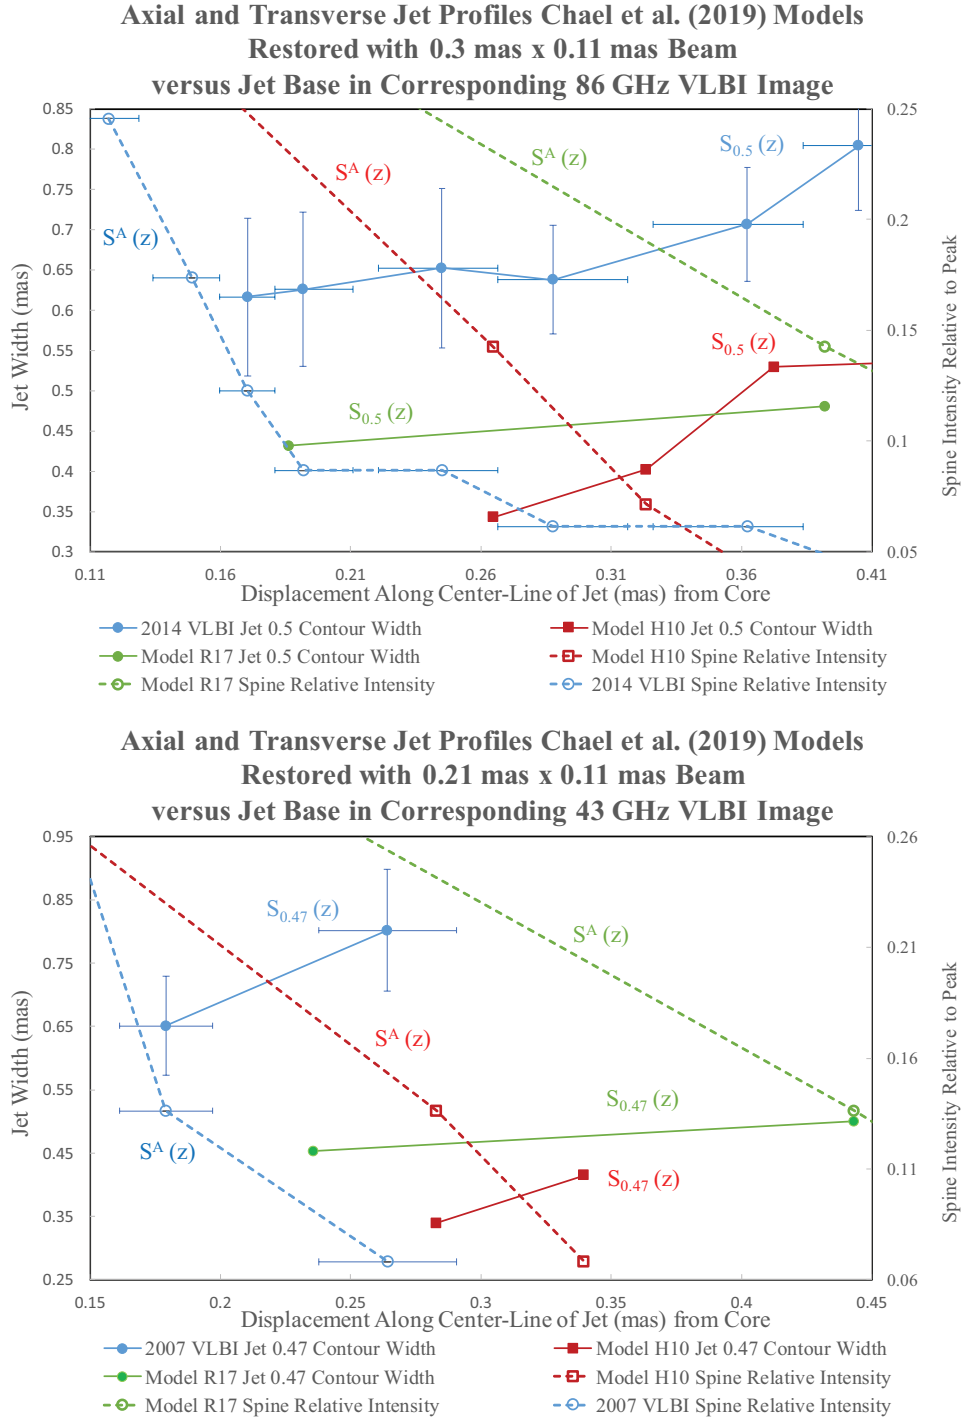 Axial and Transverse Jet Profiles Chael et al. (2019) Models
Restored with 0.3 mas x 0.11 mas Beam
versus Jet Base in Corresponding 86 GHz VLBI Image
0.85
0.8
0.75
0.7
0.65
0.6
0.55
0.5
0.45
0.4
0.35
0.3
Jet Width (mas)
0.25
0.2
0.15
0.1
0.05
Spine Intensity Relative to Peak
S^A (z)
S^A (z)
S^A (z)
S_0.5 (z)
S_0.5 (z)
S_0.5 (z)
0.11 0.16 0.21 0.26 0.31 0.36 0.41
Displacement Along Center-Line of Jet (mas) from Core
2014 VLBI Jet 0.5 Contour Width
Model H10 Jet 0.5 Contour Width
Model R17 Jet 0.5 Contour Width
Model H10 Spine Relative Intensity
Model R17 Spine Relative Intensity
2014 VLBI Spine Relative Intensity
Axial and Transverse Jet Profiles Chael et al. (2019) Models
Restored with 0.21 mas x 0.11 mas Beam
versus Jet Base in Corresponding 43 GHz VLBI Image
0.95
0.85
0.75
0.65
0.55
0.45
0.35
0.25
Jet Width (mas)
0.26
0.21
0.16
0.11
0.06
Spine Intensity Relative to Peak
S_0.47 (z)
S^A (z)
S^A (z)
S_0.47 (z)
S^A (z)
S_0.47 (z)
0.15 0.2 0.25 0.3 0.35 0.4 0.45
Displacement Along Center-Line of Jet (mas) from Core
2007 VLBI Jet 0.47 Contour Width
Model H10 Jet 0.47 Contour Width
Model R17 Jet 0.47 Contour Width
Model H10 Spine Relative Intensity
Model R17 Spine Relative Intensity
2007 VLBI Spine Relative Intensity